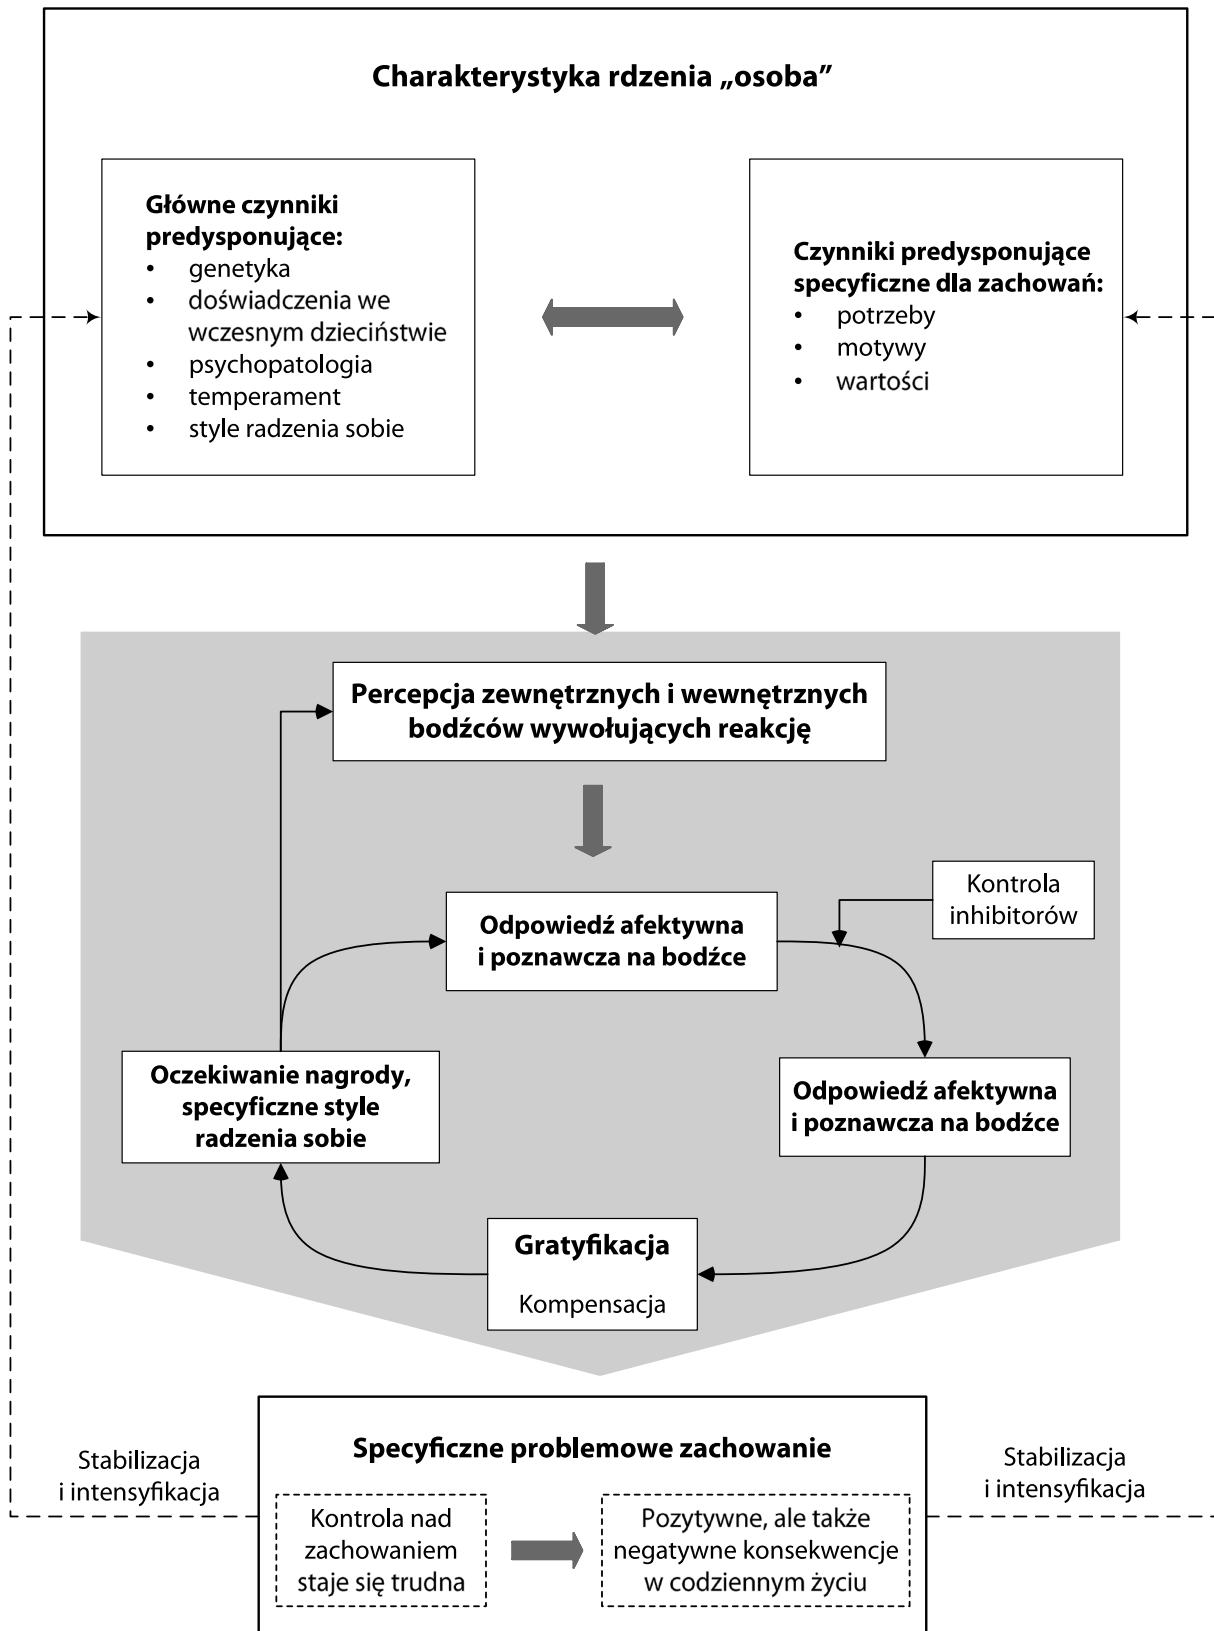 Charakterystyka rdzenia „osoba”
Główne czynniki
predysponujące:
• genetyka
• doświadczenia we
wczesnym dzieciństwie
• psychopatologia
• temperament
• style radzenia sobie
Czynniki predysponujące
specyficzne dla zachowań:
• potrzeby
• motywy
• wartości
Percepcja zewnętrznych i wewnętrznych
bodźców wywołujących reakcję
Kontrola
inhibitorów
Odpowiedź afektywna
i poznawcza na bodźce
Oczekiwanie nagrody,
specyficzne style
radzenia sobie
Odpowiedź afektywna
i poznawcza na bodźce
Gratyfikacja
Kompensacja
Stabilizacja
i intensyfikacja
Specyficzne problemowe zachowanie
Kontrola nad
zachowaniem
staje się trudna
Pozytywne, ale także
negatywne konsekwencje
w codziennym życiu
Stabilizacja
i intensyfikacja